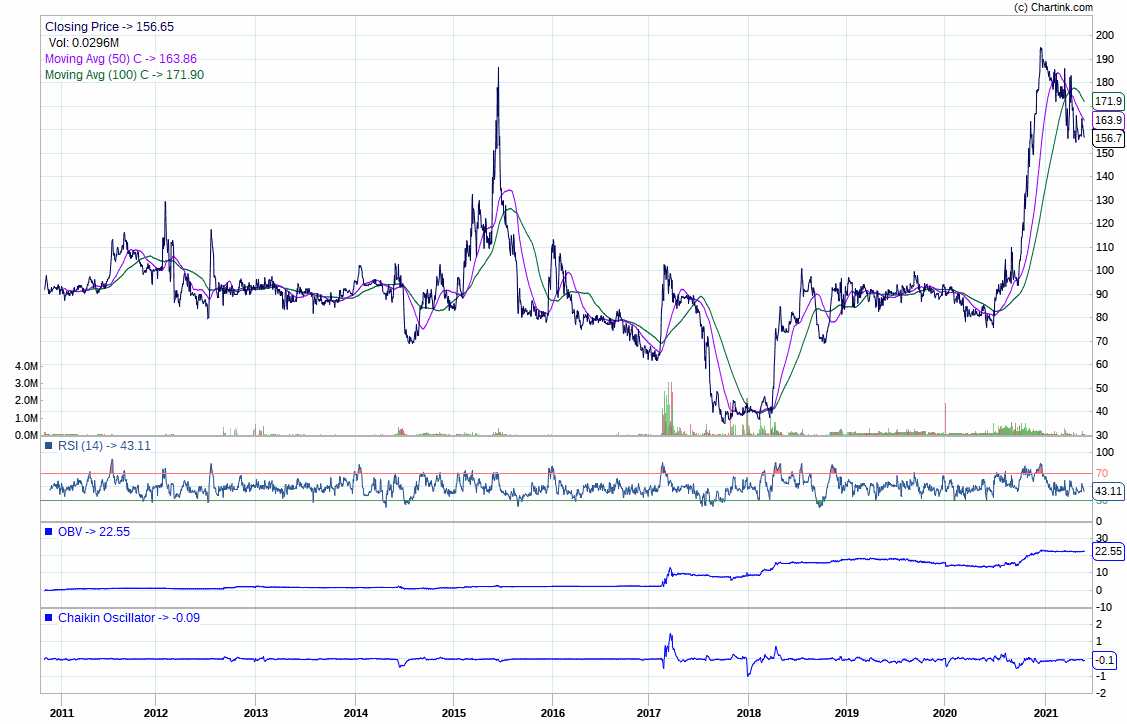 (c) Chartink.com
Closing Price -> 156.65
Vol: 0.0296M
Moving Avg (50) C -> 163.86
Moving Avg (100) C -> 171.90
200
190
180
171.9
163.9
156.7
150
140
130
120
110
100
90
80
70
60
50
40
30
4.0M
3.0M
2.0M
1.0M
0.0M
RSI (14) -> 43.11
100
70
43.11
0
OBV -> 22.55
30
22.55
10
0
-10
Chaikin Oscillator -> -0.09
2
1
-0.1
-1
-2
2011 2012 2013 2014 2015 2016 2017 2018 2019 2020 2021